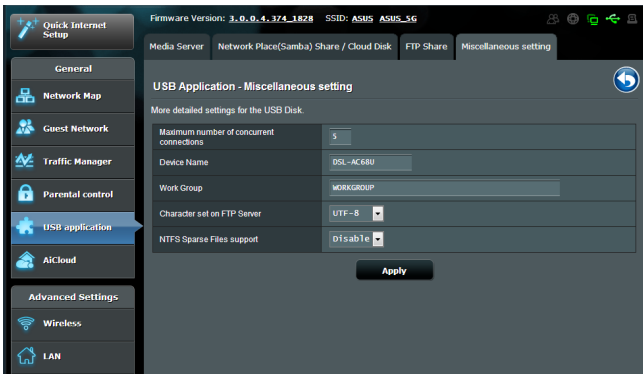 Quick Internet
Setup
Firmware Version: 3.0.0.4.374_1828 SSID: ASUS ASUS_5G
Media Server Network Place(Samba) Share / Cloud Disk FTP Share Miscellaneous setting
General
Network Map
Guest Network
Traffic Manager
Parental control
USB application
AiCloud
Advanced Settings
Wireless
LAN
USB Application - Miscellaneous setting
More detailed settings for the USB Disk.
Maximum number of concurrent
connections
5
Device Name DSL-AC68U
Work Group WORKGROUP
Character set on FTP Server UTF-8
NTFS Sparse Files support Disable
Apply